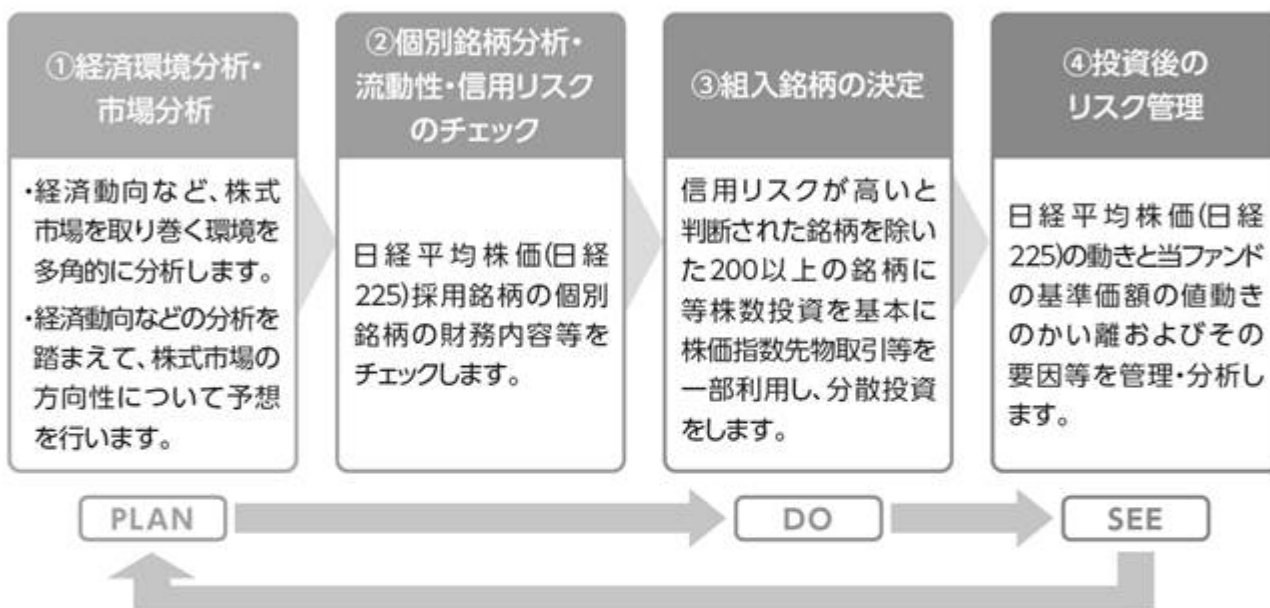 ①経済環境分析・
市場分析
・経済動向など、株式
市場を取り巻く環境を
多角的に分析します。
・経済動向などの分析を
踏まえて、株式市場の
方向性について予想
を行います。
②個別銘柄分析・
流動性・信用リスク
のチェック
日経平均株価(日経
225)採用銘柄の個別
銘柄の財務内容等を
チェックします。
③組入銘柄の決定
信用リスクが高いと
判断された銘柄を除い
た200以上の銘柄に
等株数投資を基本に
株価指数先物取引等を
一部利用し、分散投資
をします。
④投資後の
リスク管理
日経平均株価(日経
225)の動きと当ファンド
の基準価額の値動き
のかい離およびその
要因等を管理・分析し
ます。
PLAN
DO
SEE